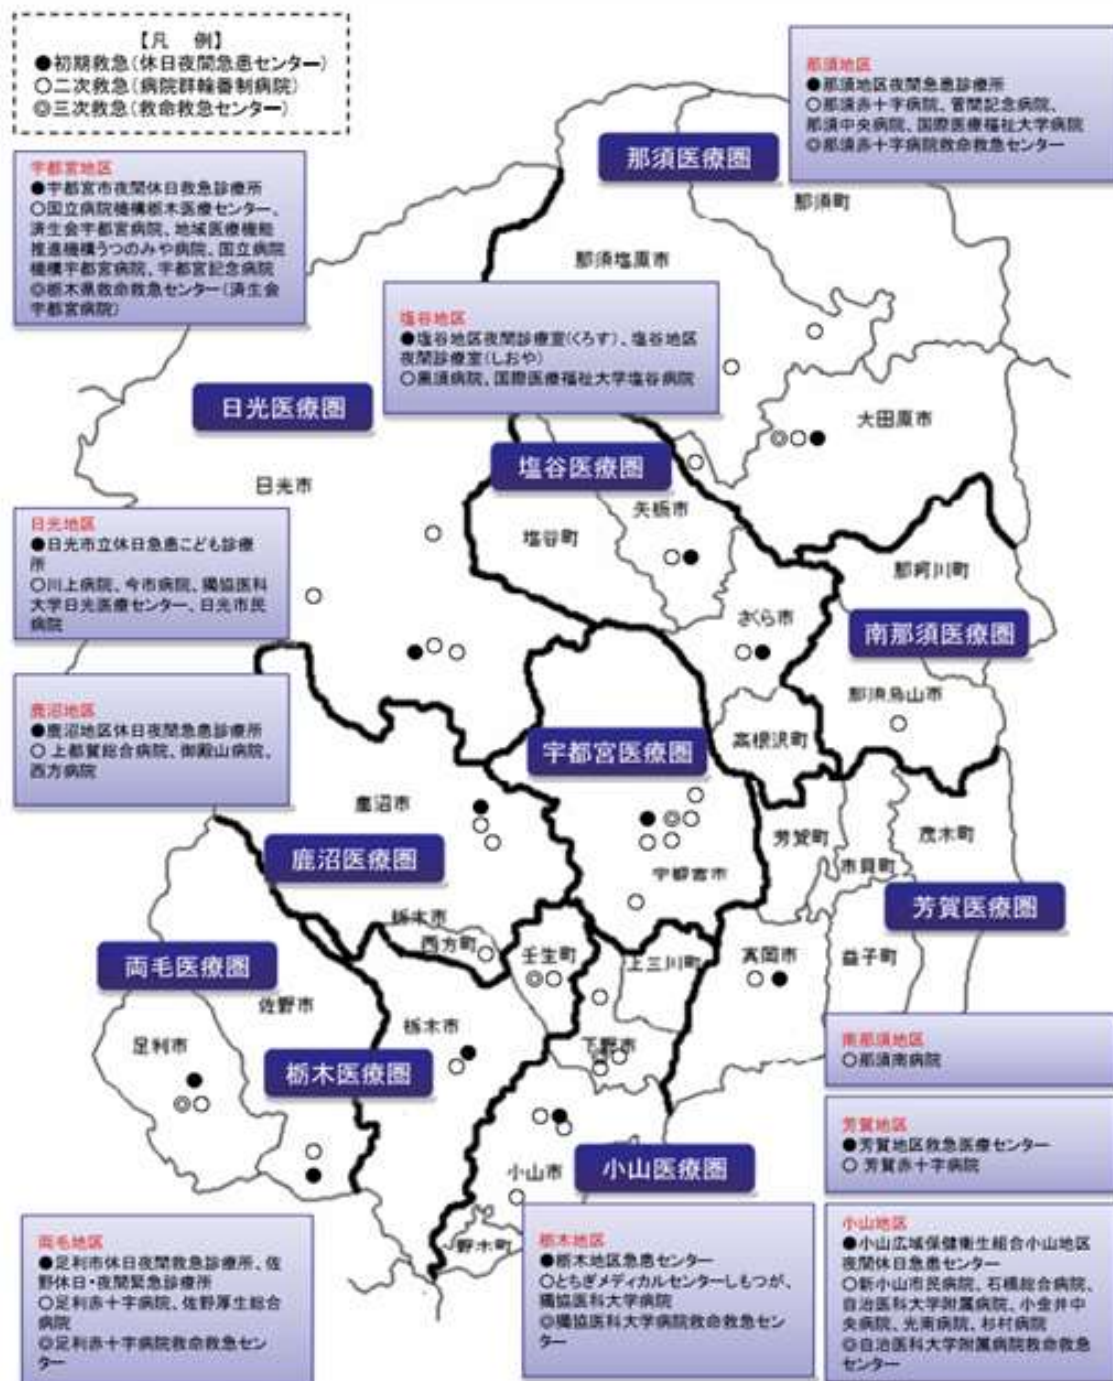 【凡　例】
●初期救急(休日夜間急患センター)
○二次救急(病院群輪番制病院)
◎三次救急(救命救急センター)
那須地区
●那須地区夜間急患診療所
○那須赤十字病院、菅間記念病院、
那須中央病院、国際医療福祉大学病院
◎那須赤十字病院救命救急センター
宇都宮地区
●宇都宮市夜間休日救急診療所
○国立病院機構栃木医療センター、
済生会宇都宮病院、地域医療機能
推進機構うつのみや病院、国立病院
機構宇都宮病院、宇都宮記念病院
◎栃木県救命救急センター(済生会
宇都宮病院)
那須医療圏
那須町
那須塩原市
塩谷地区
●塩谷地区夜間診療室(くろす)、塩谷地区
夜間診療室(しおや)
○黒須病院、国際医療福祉大学塩谷病院
日光医療圏
大田原市
塩谷医療圏
日光市
矢板市
塩谷町
日光地区
●日光市立休日急患こども診療
所
○川上病院、今市病院、獨協医科
大学日光医療センター、日光市民
病院
那珂川町
さくら市
南那須医療圏
那須烏山市
鹿沼地区
●鹿沼地区休日夜間急患診療所
○ 上都賀総合病院、御殿山病院、
西方病院
宇都宮医療圏
高根沢町
鹿沼市
芳賀町
茂木町
鹿沼医療圏
市貝町
宇都宮市
芳賀医療圏
栃木市
西方町
壬生町
上三川町
真岡市
益子町
両毛医療圏
佐野市
栃木市
足利市
下野市
栃木医療圏
南那須地区
○那須南病院
芳賀地区
●芳賀地区救急医療センター
○ 芳賀赤十字病院
小山市
小山医療圏
野木町
両毛地区
●足利市休日夜間救急診療所、佐
野休日・夜間緊急診療所
○足利赤十字病院、佐野厚生総合
病院
◎足利赤十字病院救命救急セン
ター
栃木地区
●栃木地区急患センター
○とちぎメディカルセンターしもつが、
獨協医科大学病院
◎獨協医科大学病院救命救急セン
ター
小山地区
●小山広域保健衛生組合小山地区
夜間休日急患センター
○新小山市民病院、石橋総合病院、
自治医科大学附属病院、小金井中
央病院、光南病院、杉村病院
◎自治医科大学附属病院救命救急
センター